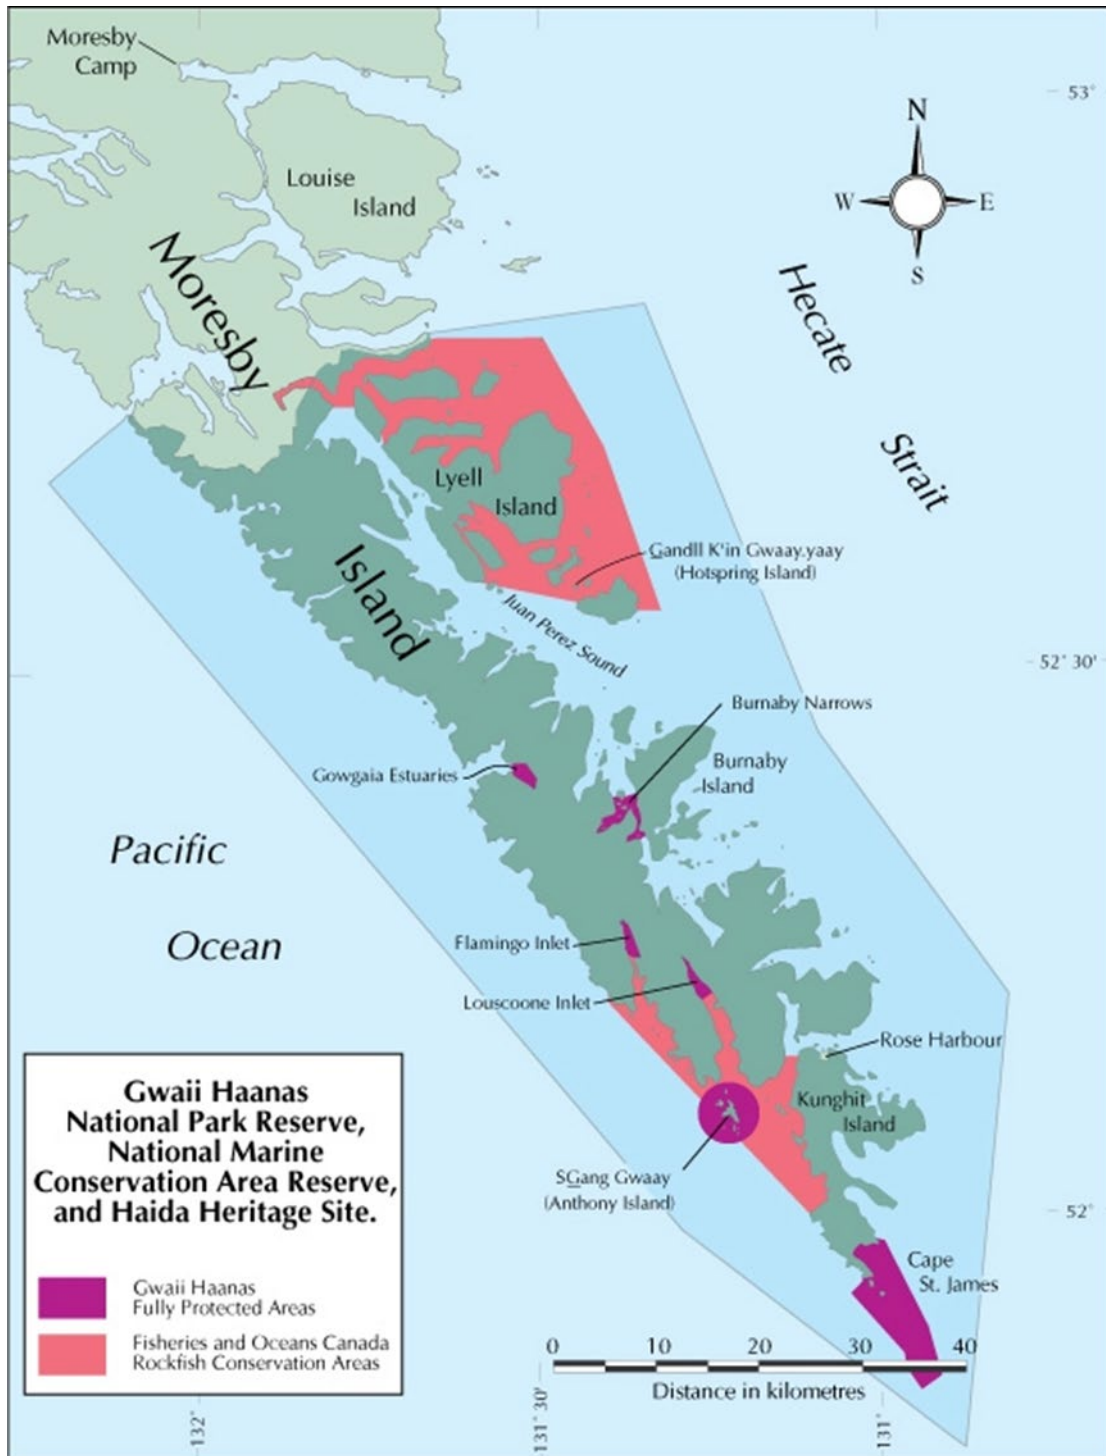 Moresby
Camp
53°
N
W
E
S
Louise
Island
Moresby
Island
Hecate
Strait
Lyell
Island
Gandll K'in Gwaay.yaay
(Hotspring Island)
Juan Perez Sound
52° 30'
Burnaby Narrows
Burnaby
Island
Gowgaia Estuaries
Pacific
Ocean
Flamingo Inlet
Louscoone Inlet
Rose Harbour
Kunghit
Island
SGang Gwaay
(Anthony Island)
52°
Cape
St. James
Gwaii Haanas
National Park Reserve,
National Marine
Conservation Area Reserve,
and Haida Heritage Site.
Gwaii Haanas
Fully Protected Areas
Fisheries and Oceans Canada
Rockfish Conservation Areas
0 10 20 30 40
Distance in kilometres
132°
131° 30'
131°